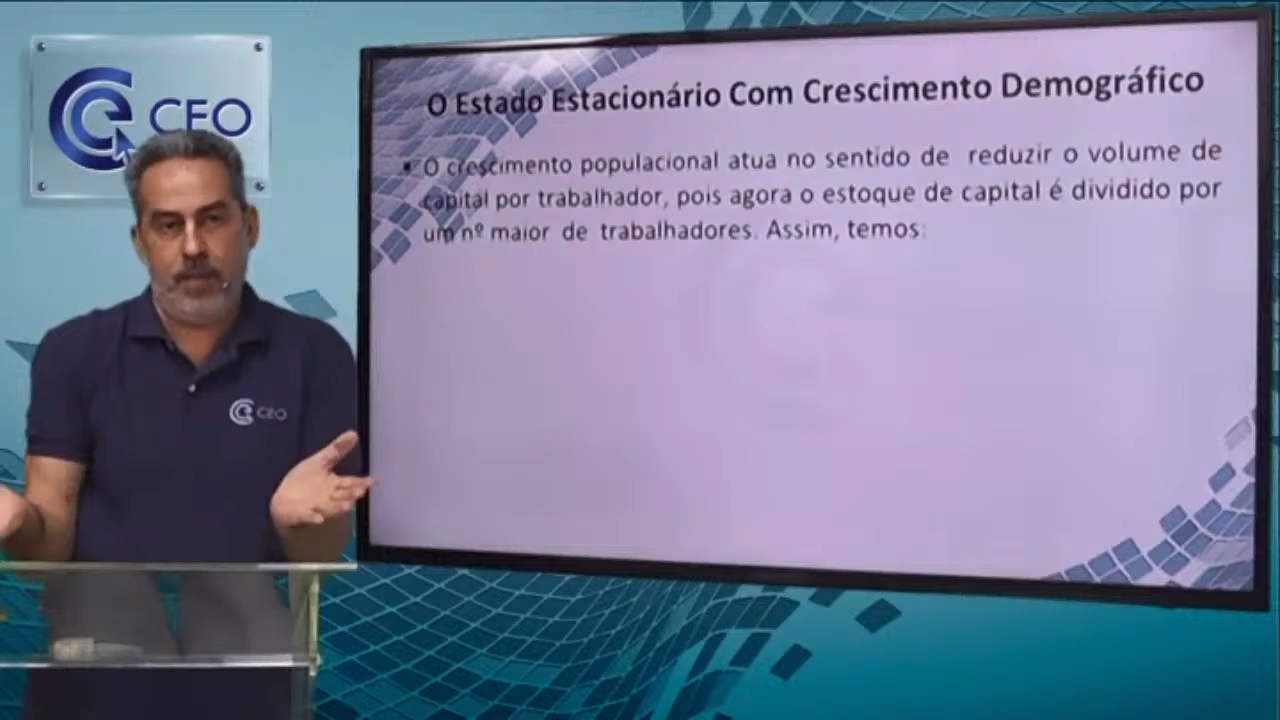 CEO
O Estado Estacionário Com Crescimento Demográfico
• O crescimento populacional atua no sentido de reduzir o volume de
capital por trabalhador, pois agora o estoque de capital é dividido por
um nº maior de trabalhadores. Assim, temos:
CEO